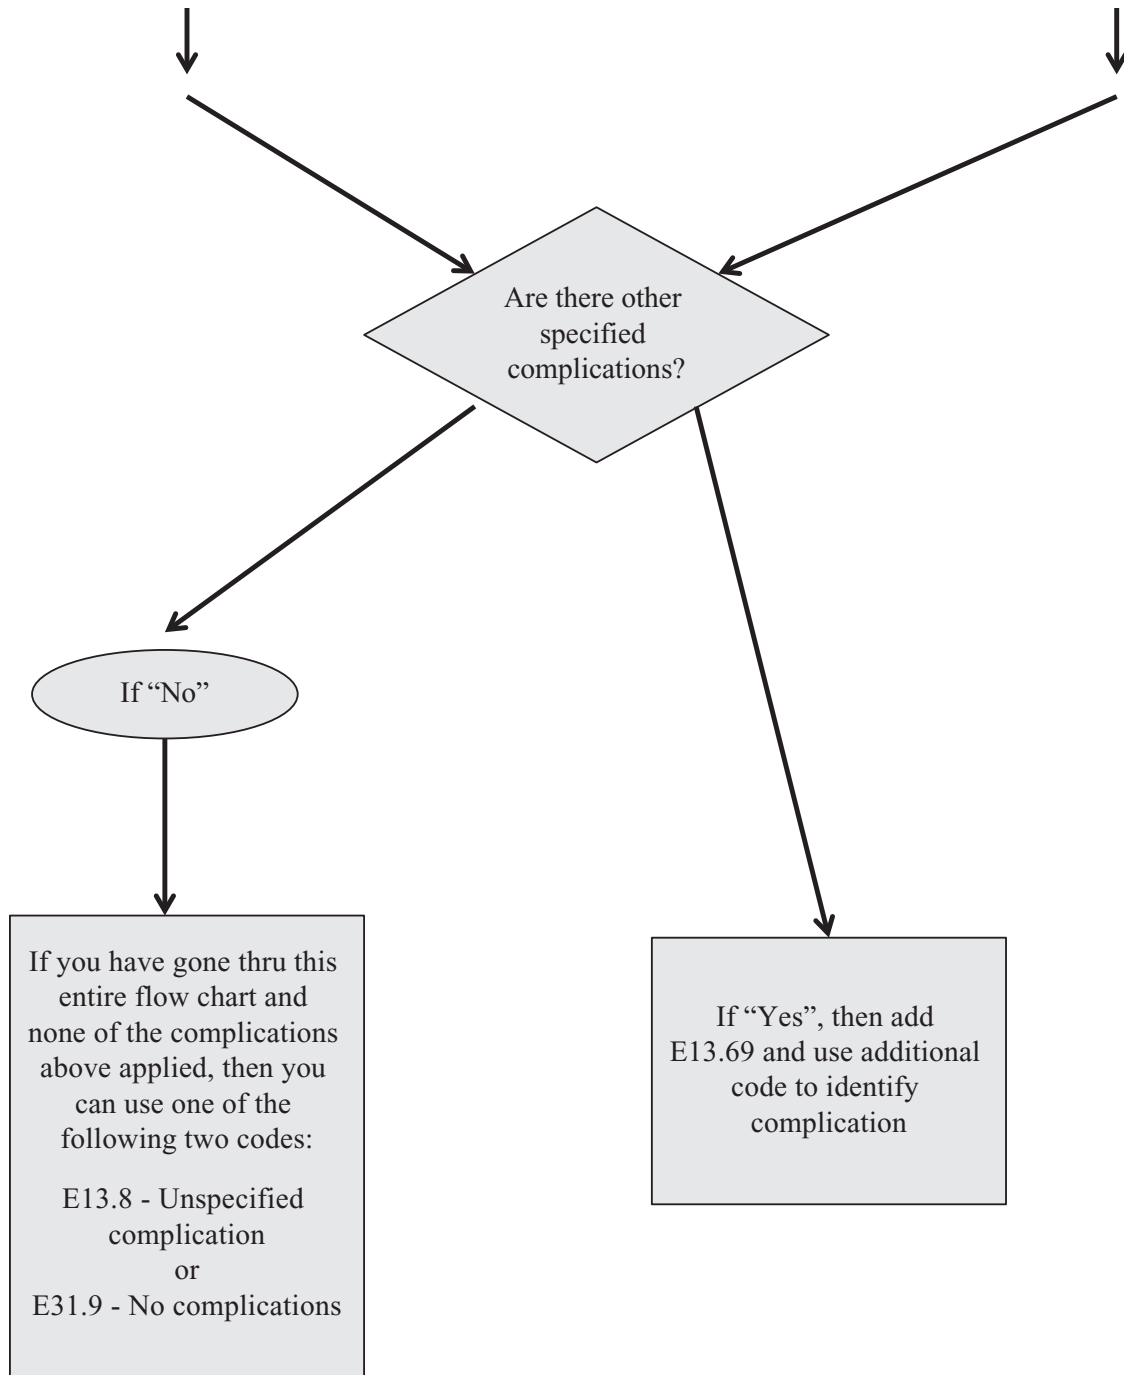 Are there other
specified
complications?
If “No”
If you have gone thru this
entire flow chart and
none of the complications
above applied, then you
can use one of the
following two codes:
E13.8 - Unspecified
complication
or
E31.9 - No complications
If “Yes”, then add
E13.69 and use additional
code to identify
complication